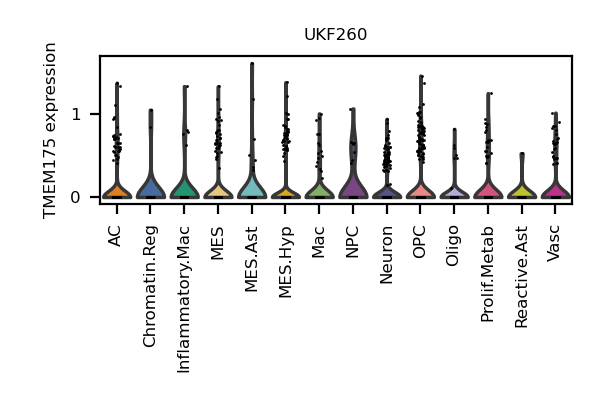 UKF260
TMEM175 expression
1
0
AC
Chromatin.Reg
Inflammatory.Mac
MES
MES.Ast
MES.Hyp
Mac
NPC
Neuron
OPC
Oligo
Prolif.Metab
Reactive.Ast
Vasc